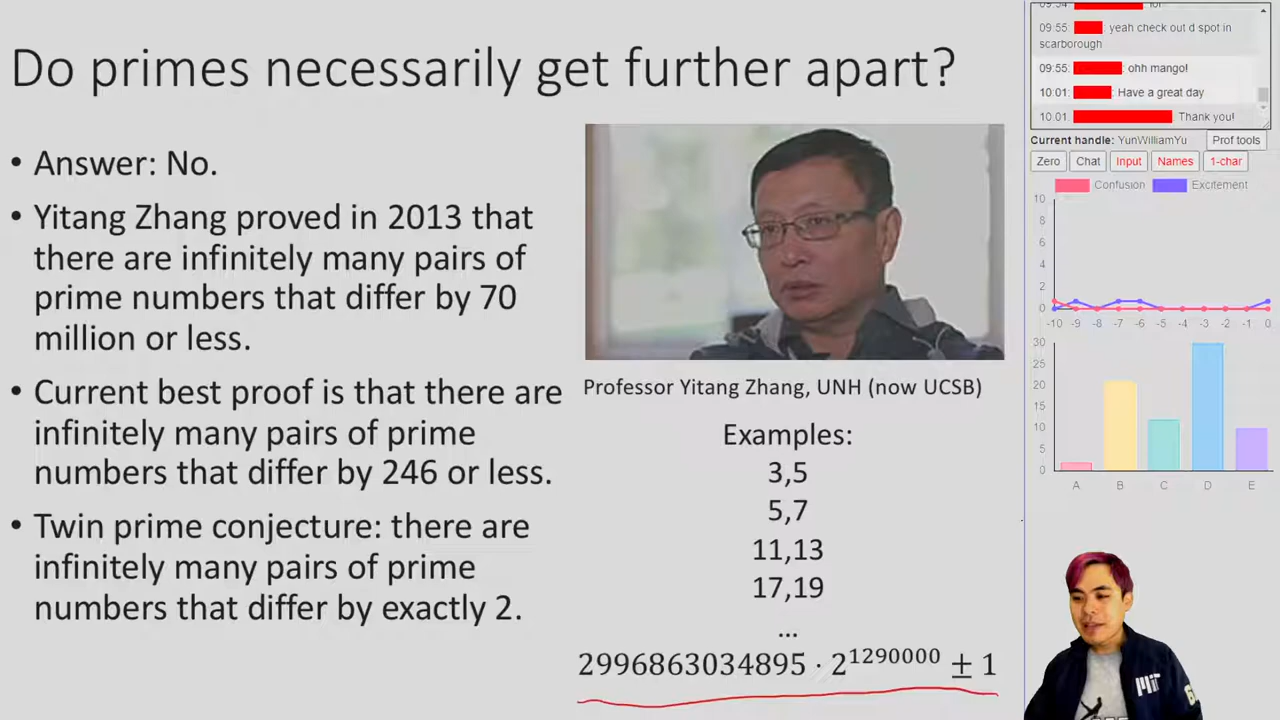 Do primes necessarily get further apart?
• Answer: No.
• Yitang Zhang proved in 2013 that
there are infinitely many pairs of
prime numbers that differ by 70
million or less.
• Current best proof is that there are
infinitely many pairs of prime
numbers that differ by 246 or less.
• Twin prime conjecture: there are
infinitely many pairs of prime
numbers that differ by exactly 2.
Professor Yitang Zhang, UNH (now UCSB)
Examples:
3,5
5,7
11,13
17,19
...
2996863034895 · 2^1290000 ± 1
09:55: : yeah check out d spot in
scarborough
09:55: : ohh mango!
10:01: : Have a great day
10:01: Thank you!
Current handle: YunWilliamYu Prof tools
Zero Chat Input Names 1-char
Confusion Excitement
10
8
6
4
2
0
-10 -9 -8 -7 -6 -5 -4 -3 -2 -1 0
30
25
20
15
10
5
0
A B C D E
MIT